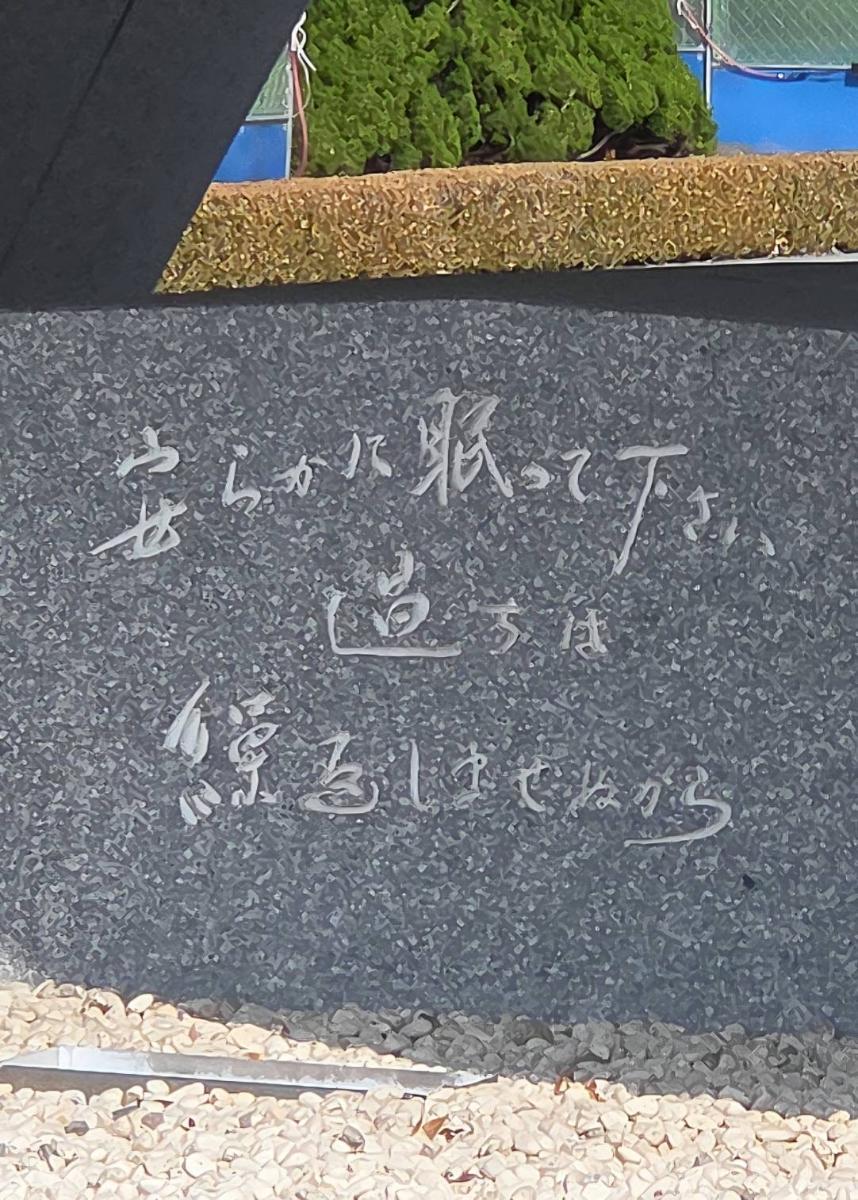 安らかに眠って下さい
過ちは
繰返しませぬから